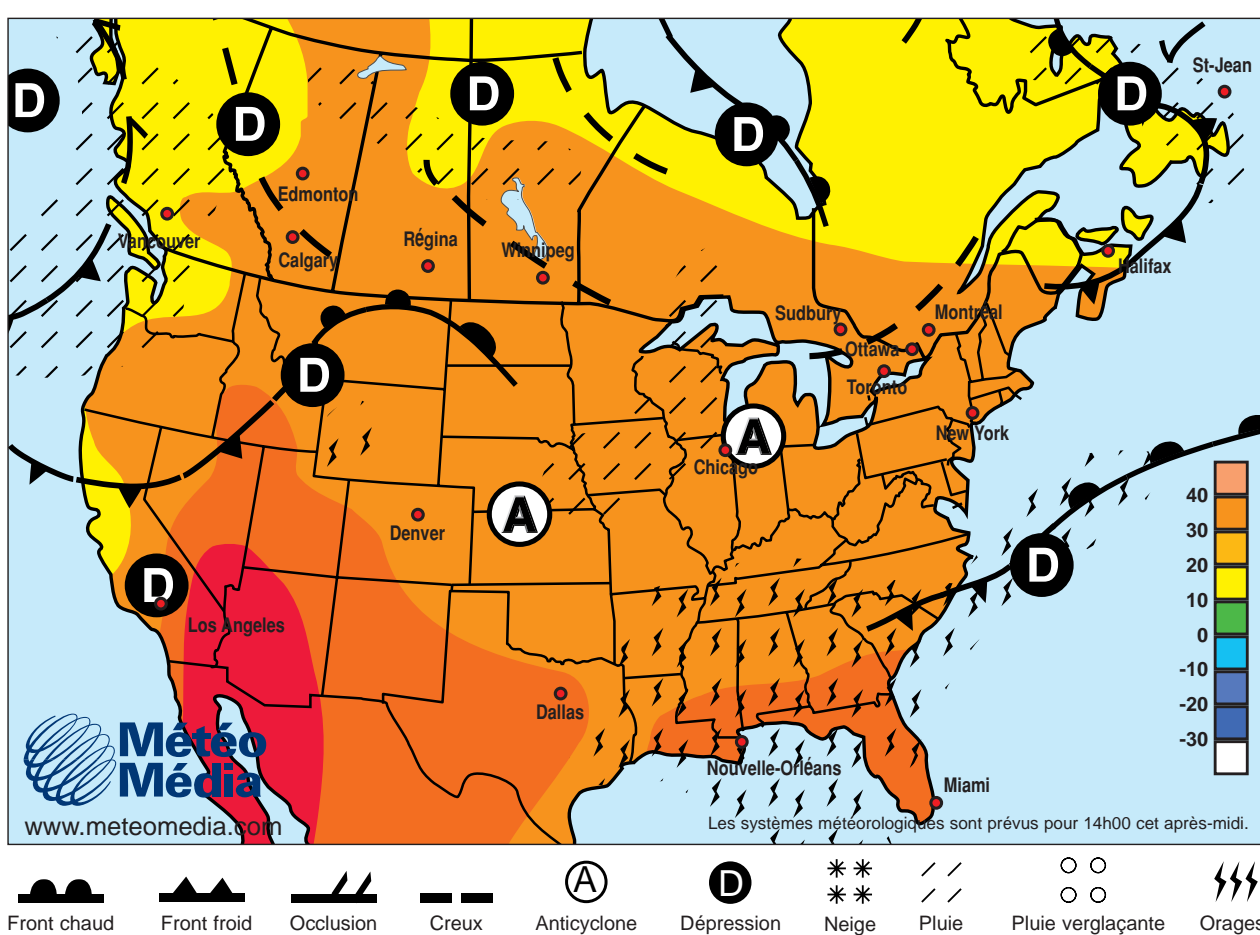 D
D
D
D
D
St-Jean
Edmonton
Vancouver
Calgary
Régina
Winnipeg
Halifax
Sudbury
Montréal
Ottawa
Toronto
D
New York
A
Chicago
A
Denver
D
D
Los Angeles
Dallas
Nouvelle-Orléans
Miami
40
30
20
10
0
-10
-20
-30
Météo
Média
www.meteomedia.com
Les systèmes météorologiques sont prévus pour 14h00 cet après-midi.
A
D
Front chaud
Front froid
Occlusion
Creux
Anticyclone
Dépression
Neige
Pluie
Pluie verglaçante
Orages